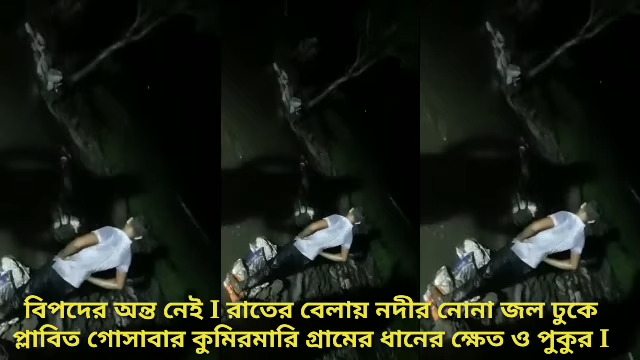 বিপদের অন্ত নেই I রাতের বেলায় নদীর নোনা জল ঢুকে
প্লাবিত গোসাবার কুমিরমারি গ্রামের ধানের ক্ষেত ও পুকুর I